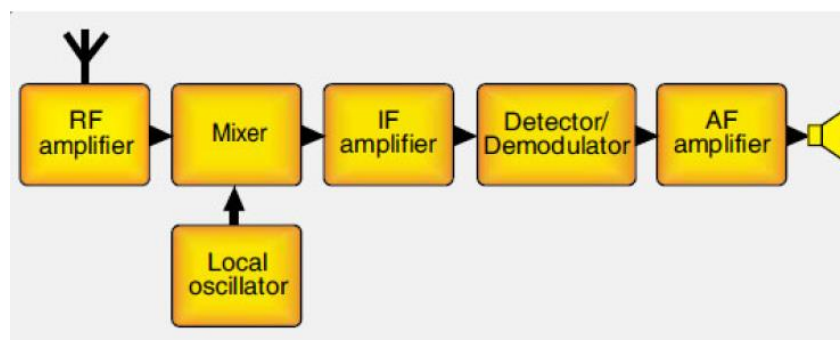 RF
amplifier
Mixer
IF
amplifier
Detector/
Demodulator
AF
amplifier
Local
oscillator